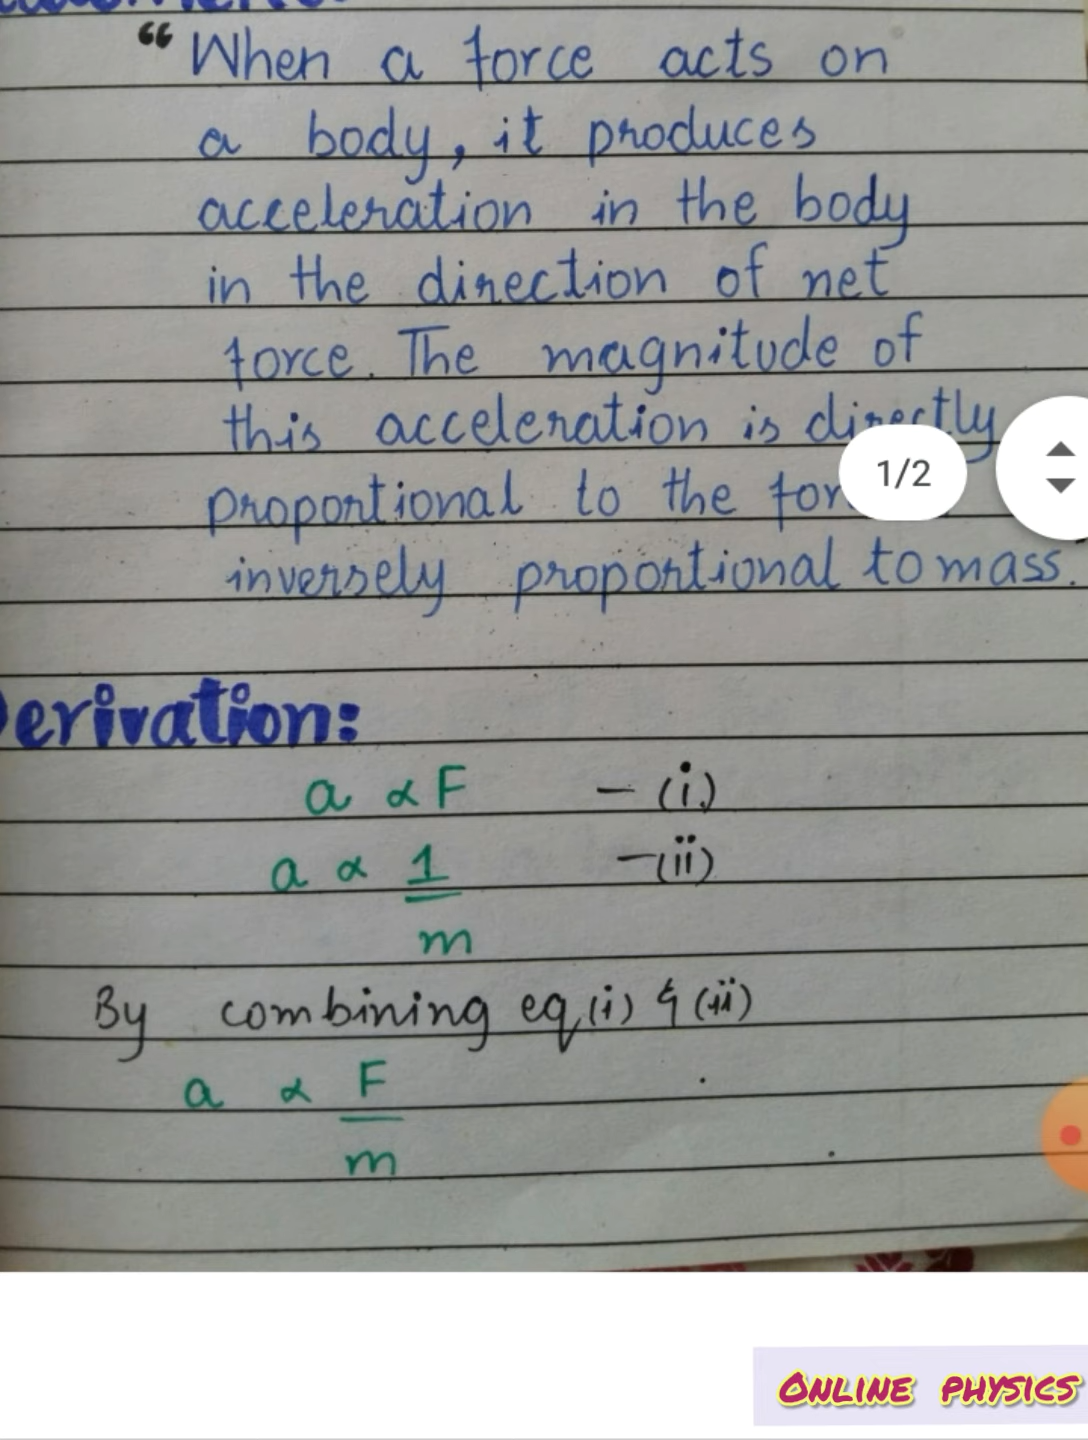 “ When a force acts on
a body, it produces
acceleration in the body
in the direction of net
force. The magnitude of
this acceleration is directly
proportional to the
inversely proportional to mass.
1/2
Derivation:
a ∝ F – (i)
a ∝ 1 – (ii)
m
By combining eq (i) & (ii)
a ∝ F
m
ONLINE PHYSICS